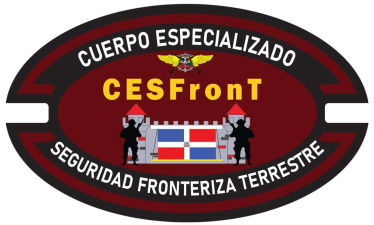 CUERPO ESPECIALIZADO
CESFronT
SEGURIDAD FRONTERIZA TERRESTRE